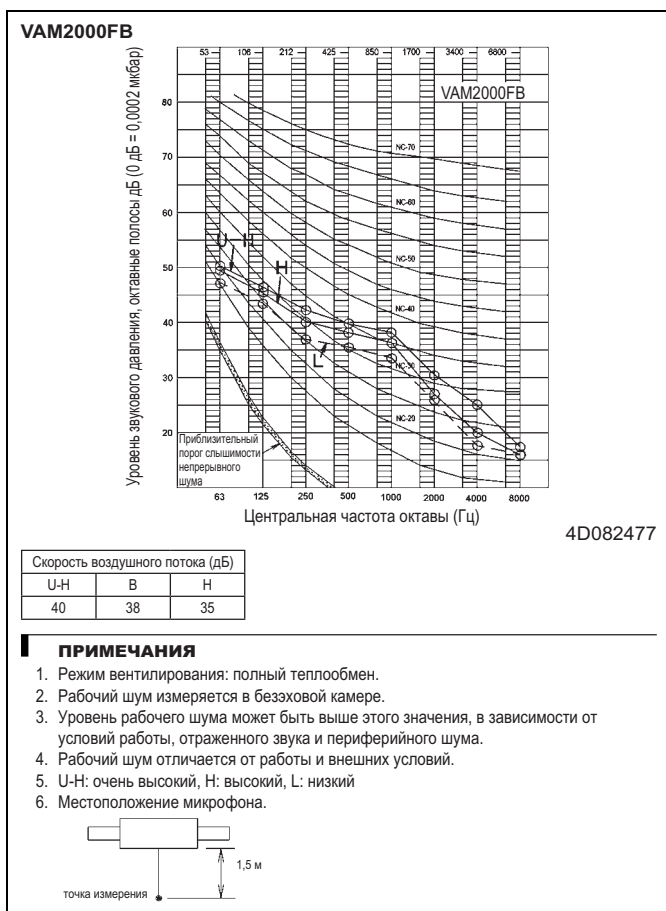 VAM2000FB
53 106 212 425 850 1700 3400 6800
VAM2000FB
Уровень звукового давления, октавные полосы дБ (0 дБ = 0,0002 мкбар)
80
70
60
50
40
30
20
NC-70
NC-60
NC-50
NC-40
NC-30
NC-20
U-H
H
L
Приблизительный
порог слышимости
непрерывного
шума
63 125 250 500 1000 2000 4000 8000
Центральная частота октавы (Гц)
4D082477
Скорость воздушного потока (дБ)
U-H В Н
40 38 35
ПРИМЕЧАНИЯ
1. Режим вентилирования: полный теплообмен.
2. Рабочий шум измеряется в безэховой камере.
3. Уровень рабочего шума может быть выше этого значения, в зависимости от
условий работы, отраженного звука и периферийного шума.
4. Рабочий шум отличается от работы и внешних условий.
5. U-H: очень высокий, H: высокий, L: низкий
6. Местоположение микрофона.
1,5 м
точка измерения